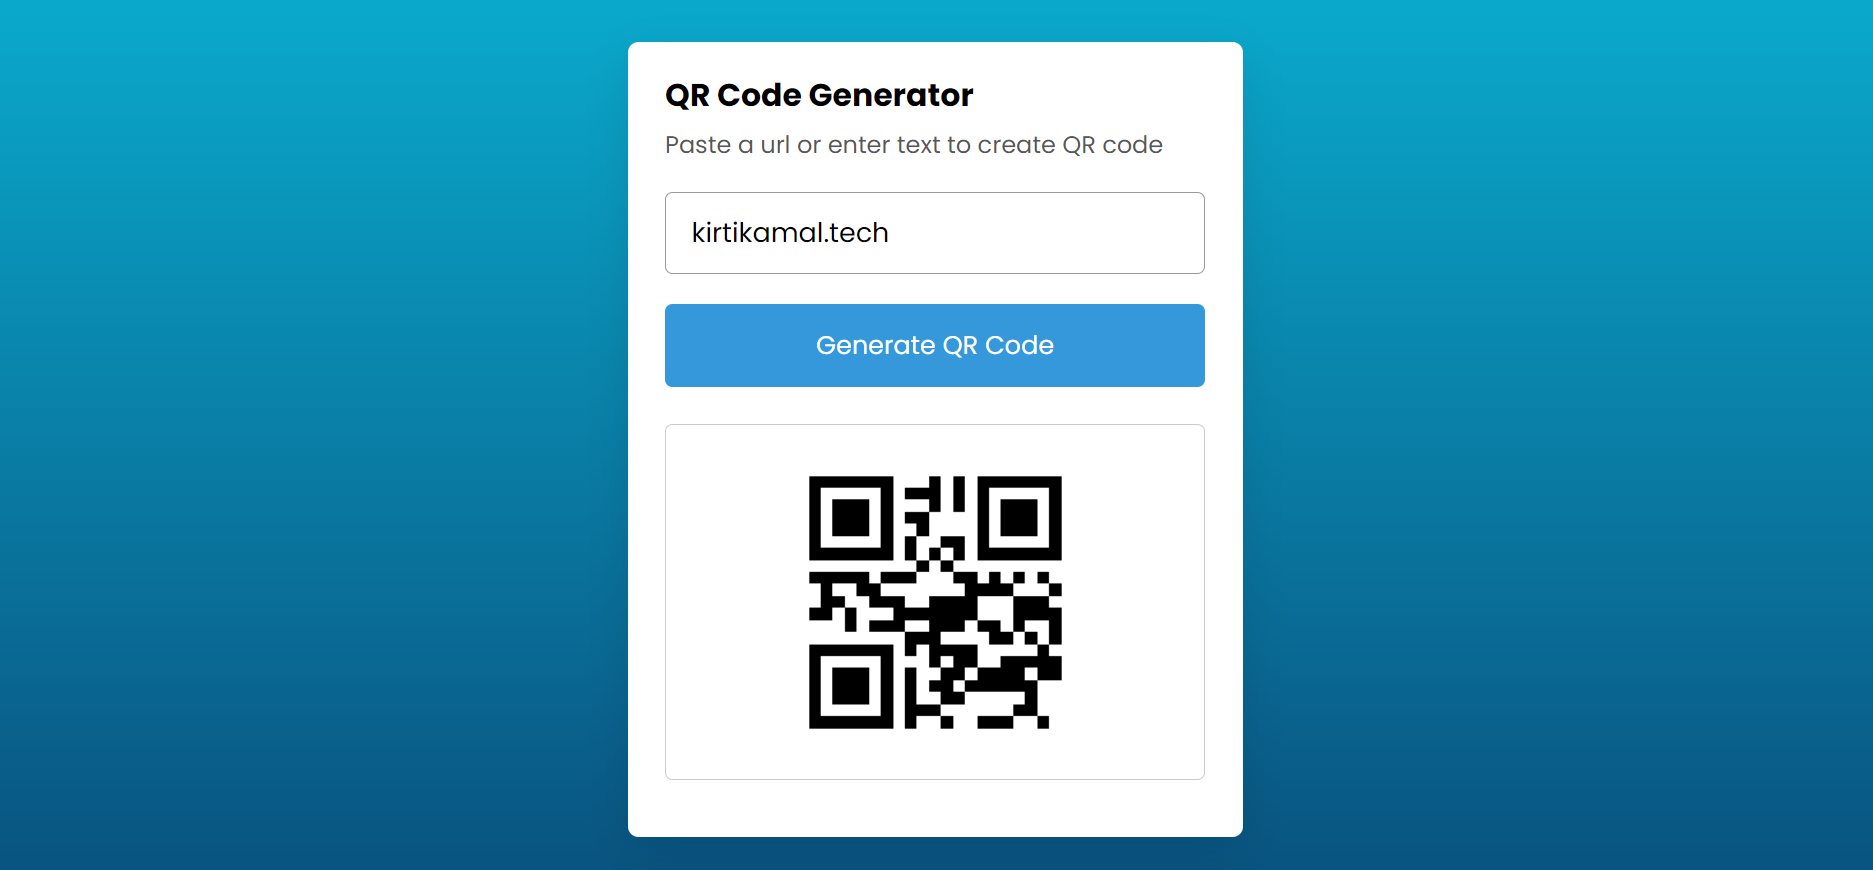 QR Code Generator
Paste a url or enter text to create QR code
kirtikamal.tech
Generate QR Code